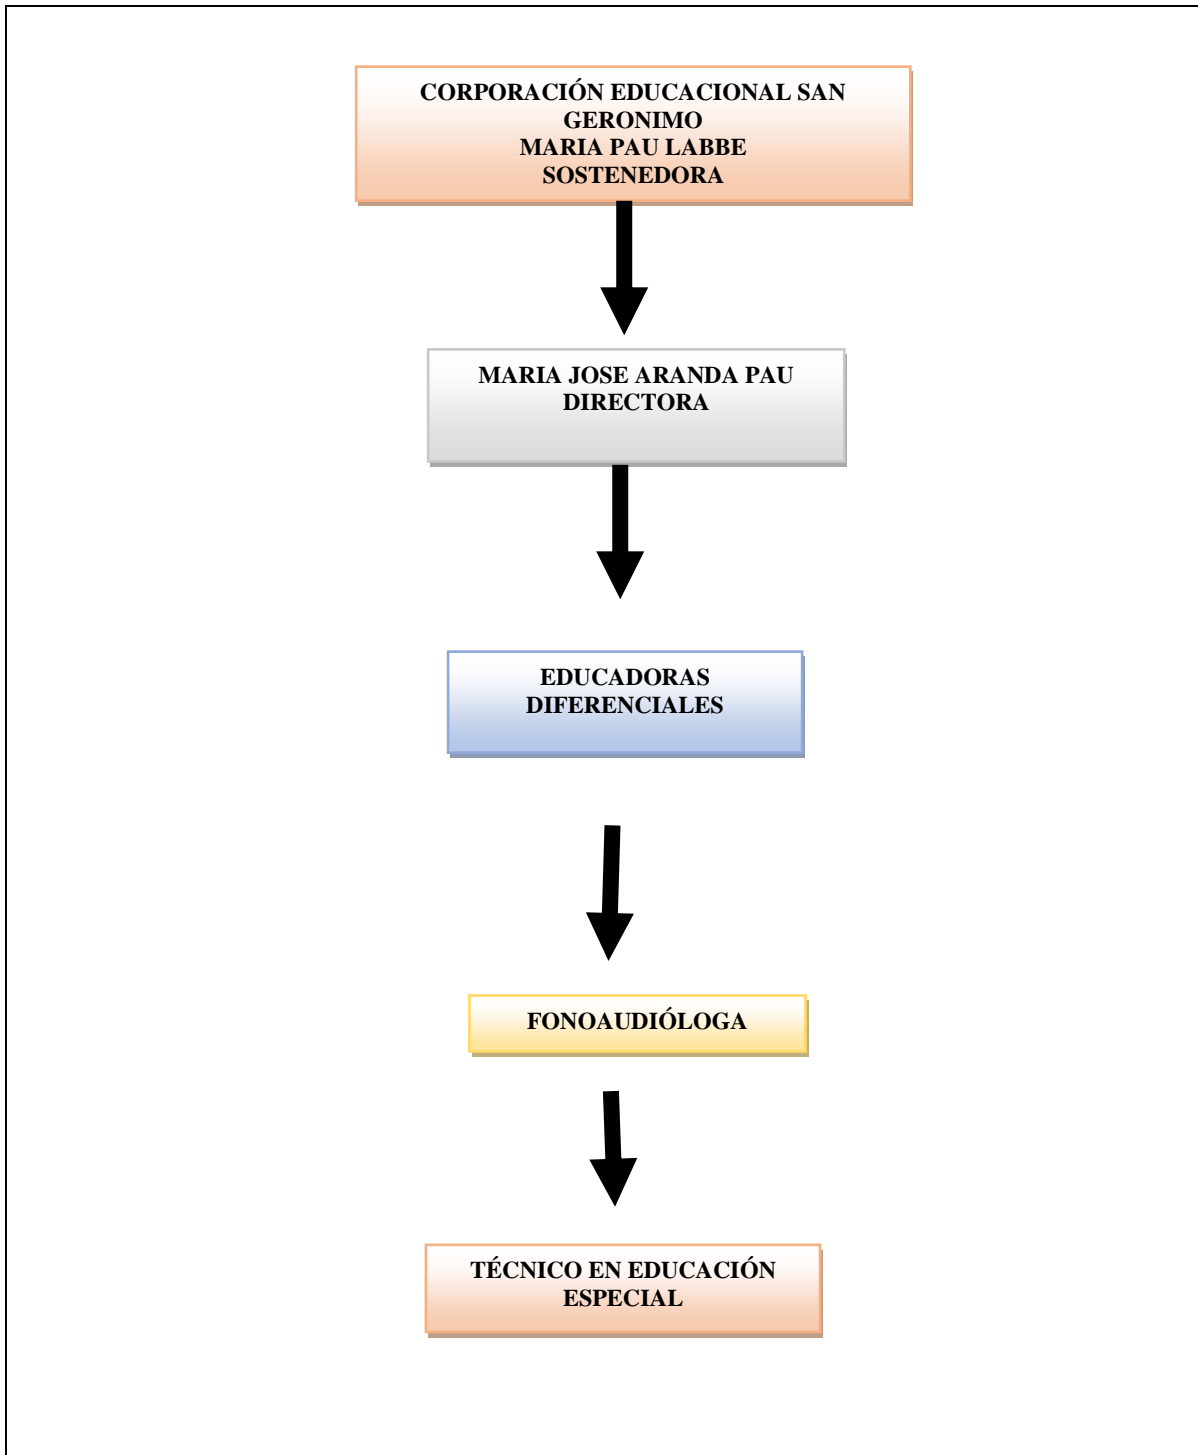 CORPORACIÓN EDUCACIONAL SAN
GERONIMO
MARIA PAU LABBE
SOSTENEDORA
MARIA JOSE ARANDA PAU
DIRECTORA
EDUCADORAS
DIFERENCIALES
FONOAUDIÓLOGA
TÉCNICO EN EDUCACIÓN
ESPECIAL